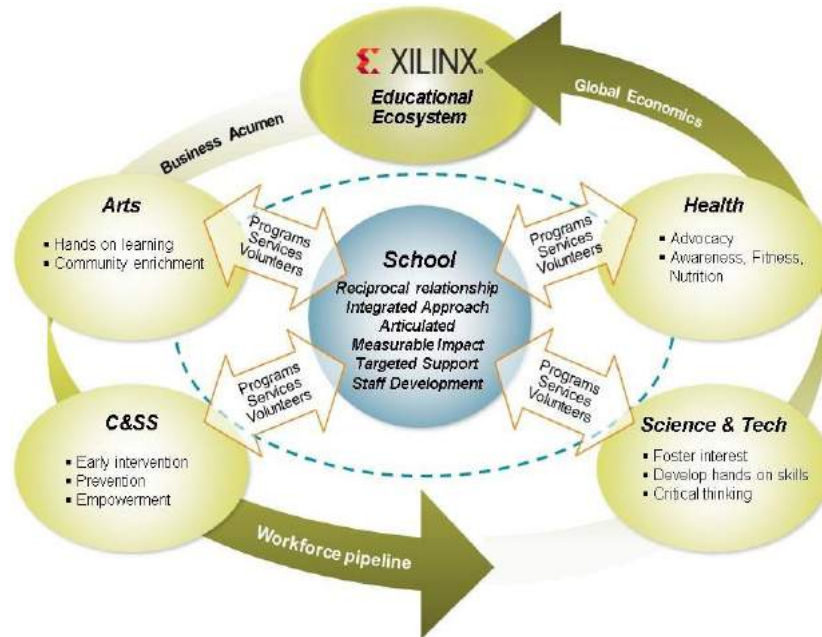 XILINX®
Educational
Ecosystem
Global Economics
Business Acumen
Arts
▪ Hands on learning
▪ Community enrichment
Programs
Services
Volunteers
School
Reciprocal relationship
Integrated Approach
Articulated
Measurable Impact
Targeted Support
Staff Development
Programs
Services
Volunteers
Health
▪ Advocacy
▪ Awareness, Fitness,
Nutrition
C&SS
▪ Early intervention
▪ Prevention
▪ Empowerment
Programs
Services
Volunteers
Programs
Services
Volunteers
Science & Tech
▪ Foster interest
▪ Develop hands on skills
▪ Critical thinking
Workforce pipeline